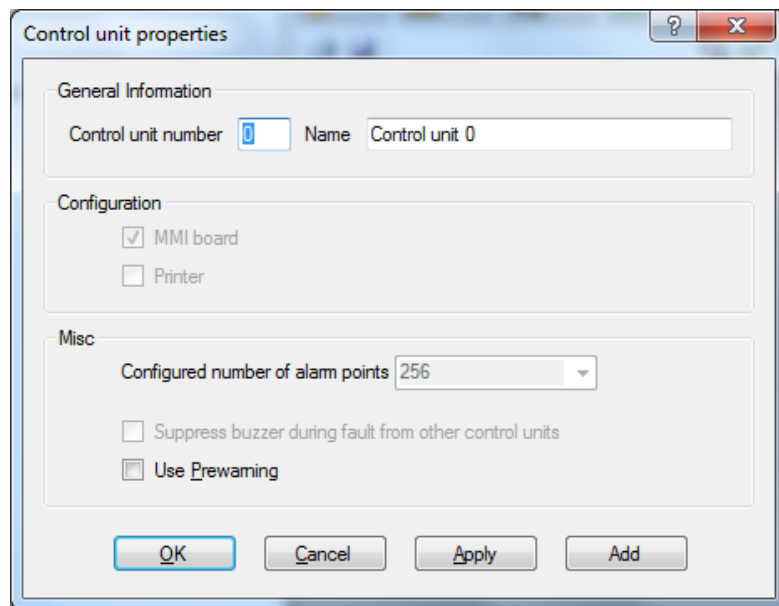 Control unit properties
General Information
Control unit number 0 Name Control unit 0
Configuration
MMI board
Printer
Misc
Configured number of alarm points 256
Suppress buzzer during fault from other control units
Use Prewarning
OK Cancel Apply Add